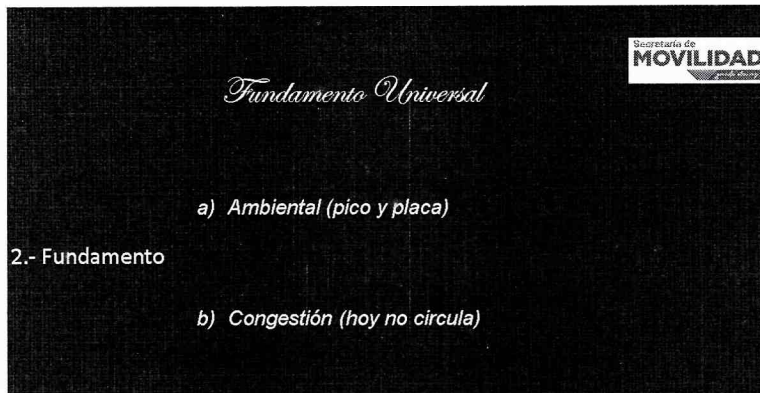 Secretaría de
MOVILIDAD
Fundamento Universal
a) Ambiental (pico y placa)
2.- Fundamento
b) Congestión (hoy no circula)